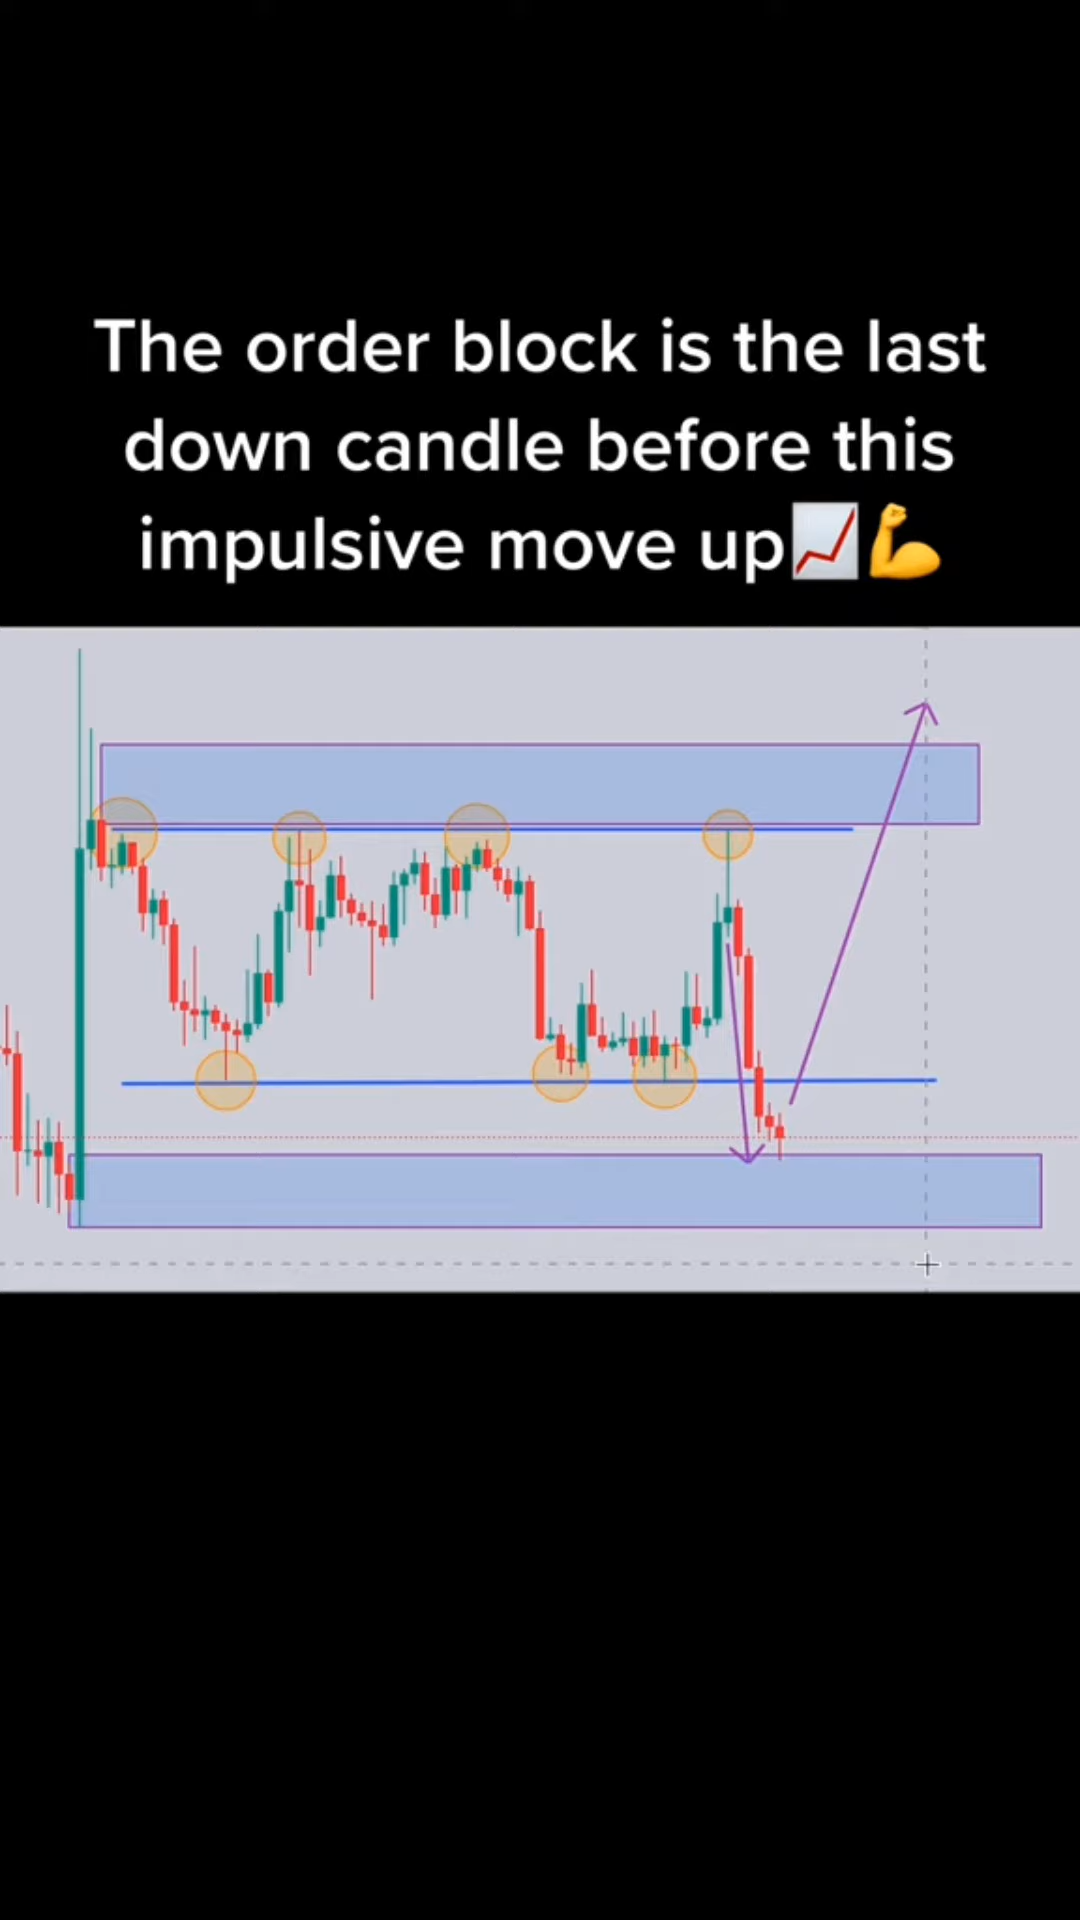 The order block is the last
down candle before this
impulsive move up📈💪